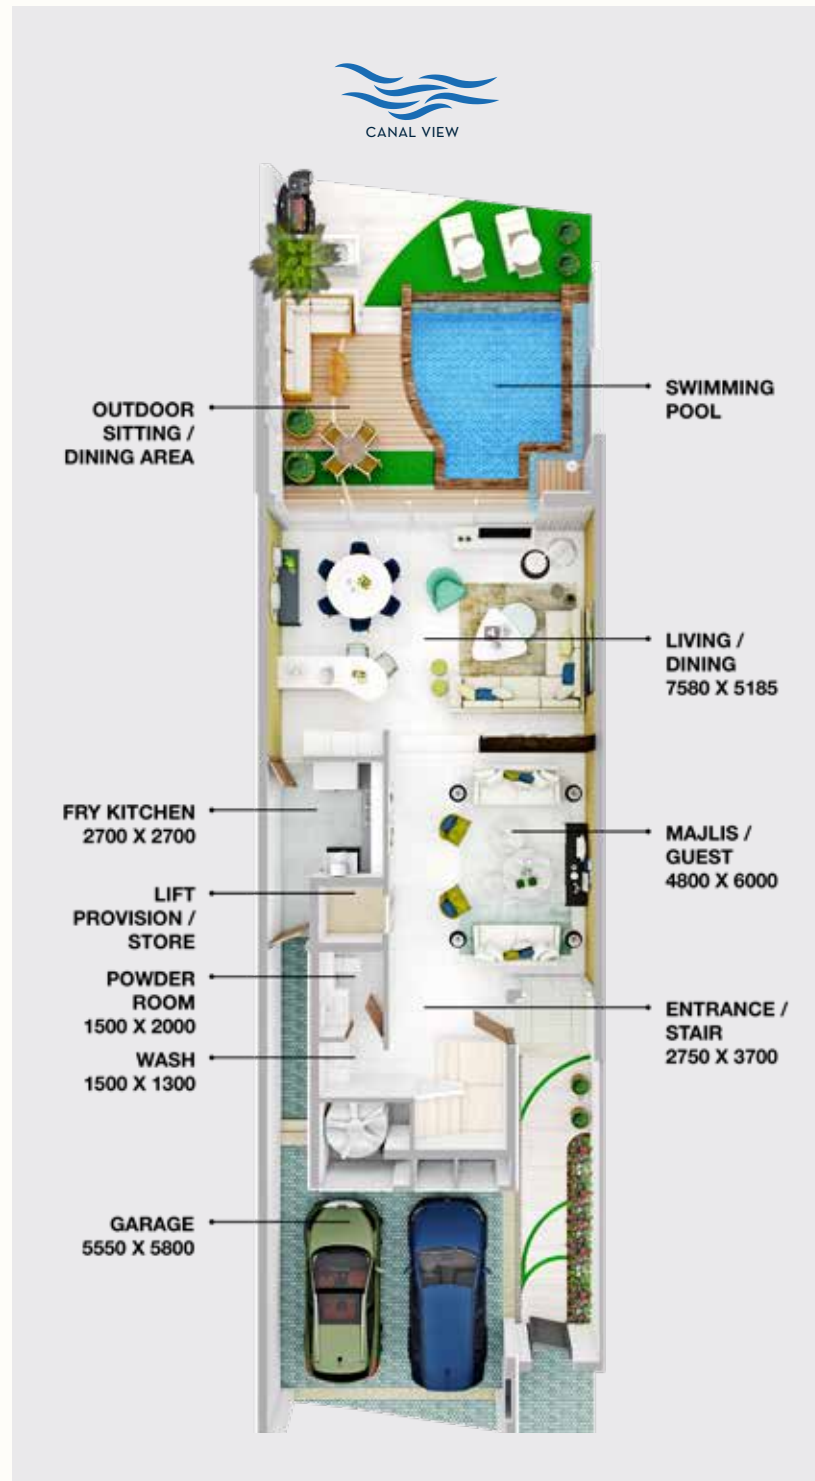 CANAL VIEW
OUTDOOR
SITTING /
DINING AREA
SWIMMING
POOL
LIVING /
DINING
7580 X 5185
FRY KITCHEN
2700 X 2700
MAJLIS /
GUEST
4800 X 6000
LIFT
PROVISION /
STORE
POWDER
ROOM
1500 X 2000
ENTRANCE /
STAIR
2750 X 3700
WASH
1500 X 1300
GARAGE
5550 X 5800